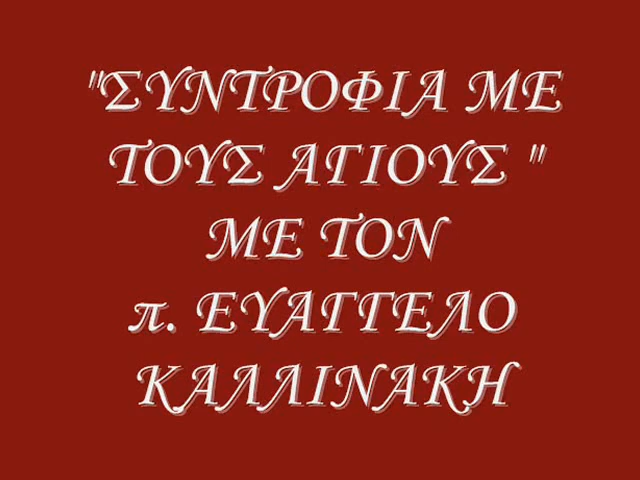 "ΣΥΝΤΡΟΦΙΑ ΜΕ
ΤΟΥΣ ΑΓΙΟΥΣ "
ΜΕ ΤΟΝ
π. ΕΥΑΓΓΕΛΟ
ΚΑΛΛΙΝΑΚΗ